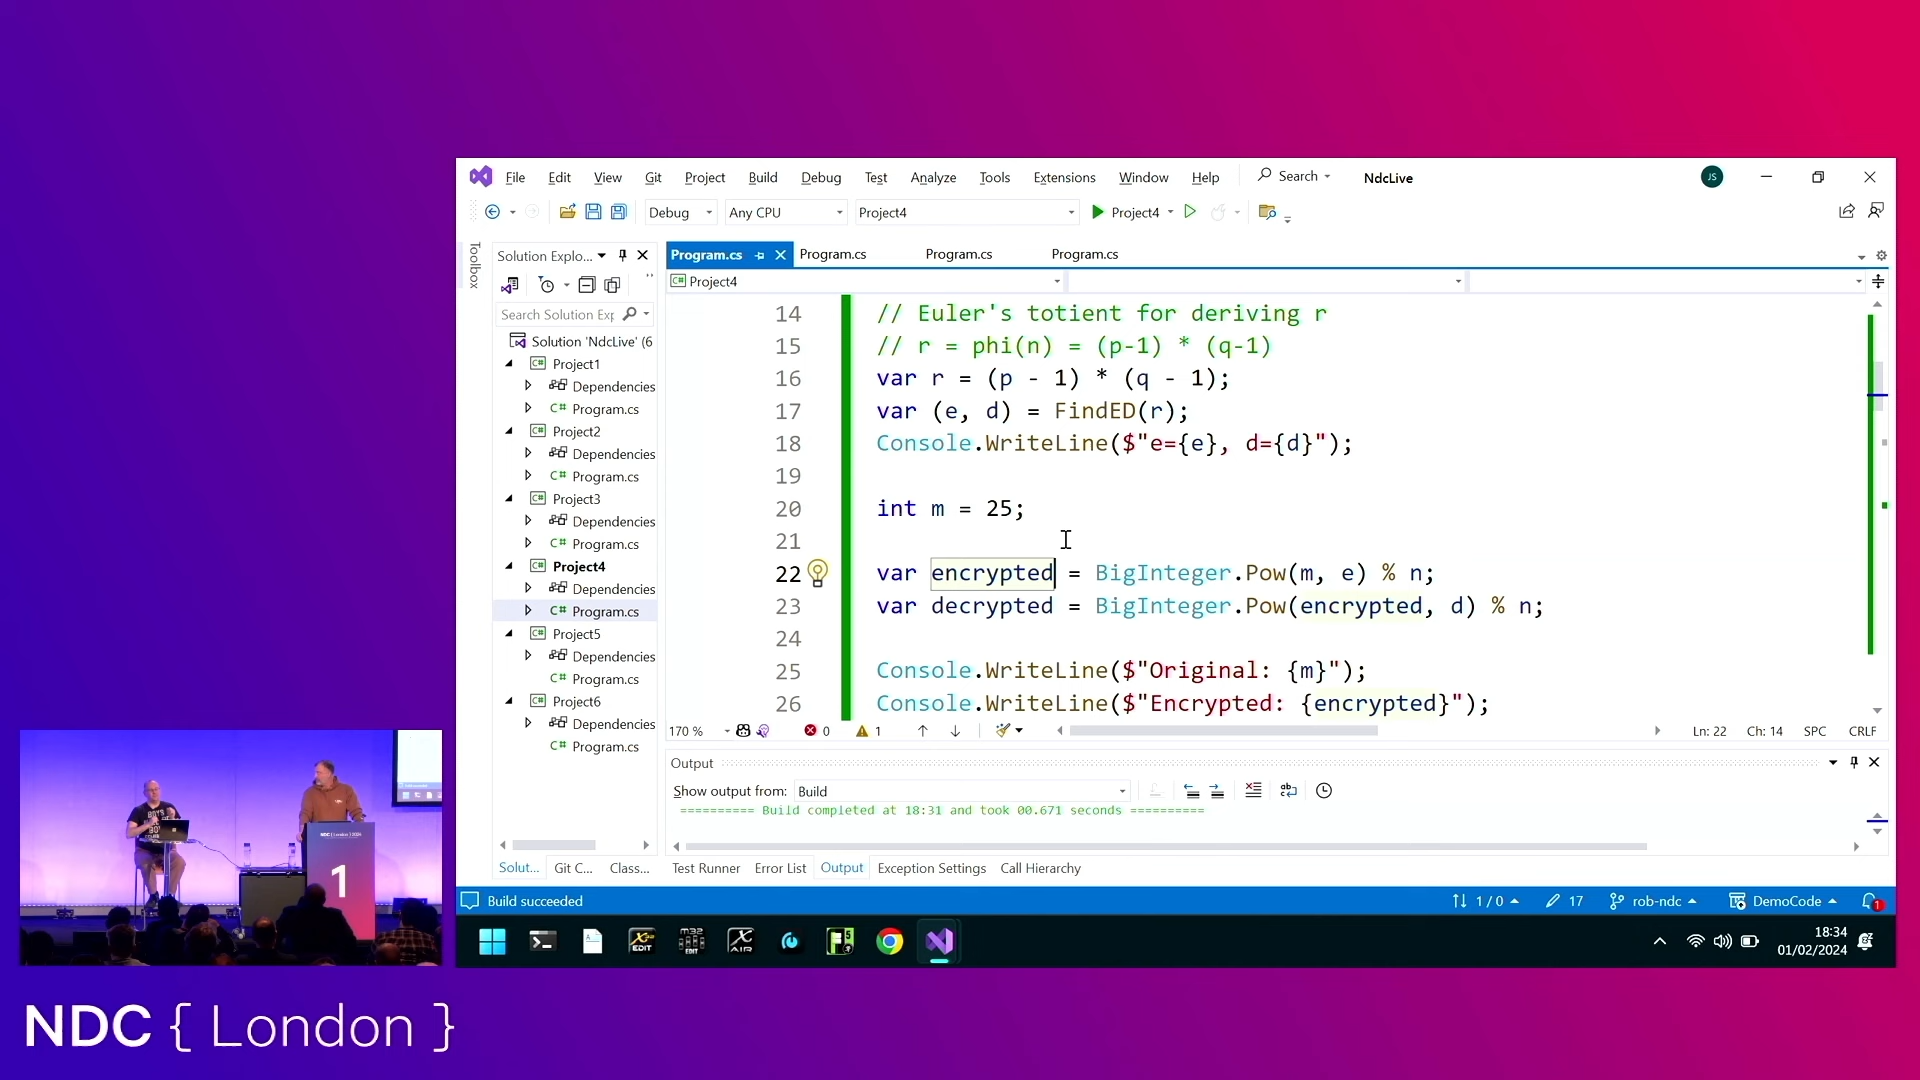 File Edit View Git Project Build Debug Test Analyze Tools Extensions Window Help Search NdcLive JS
Debug Any CPU Project4 Project4
Toolbox
Solution Explo...
Program.cs Program.cs Program.cs Program.cs
C# Project4
Search Solution Exp
Solution 'NdcLive' (6
C# Project1
Dependencies
C# Program.cs
C# Project2
Dependencies
C# Program.cs
C# Project3
Dependencies
C# Program.cs
C# Project4
Dependencies
C# Program.cs
C# Project5
Dependencies
C# Program.cs
C# Project6
Dependencies
C# Program.cs
14 // Euler's totient for deriving r
15 // r = phi(n) = (p-1) * (q-1)
16 var r = (p - 1) * (q - 1);
17 var (e, d) = FindED(r);
18 Console.WriteLine($"e={e}, d={d}");
19
20 int m = 25;
21
22 var encrypted = BigInteger.Pow(m, e) % n;
23 var decrypted = BigInteger.Pow(encrypted, d) % n;
24
25 Console.WriteLine($"Original: {m}");
26 Console.WriteLine($"Encrypted: {encrypted}");
170 % 0 1 Ln: 22 Ch: 14 SPC CRLF
Output
Show output from: Build
========== Build completed at 18:31 and took 00.671 seconds ==========
Solut... Git C... Class... Test Runner Error List Output Exception Settings Call Hierarchy
Build succeeded 1 / 0 17 rob-ndc DemoCode 1
EDIT M32 EDIT X AIR 5
18:34
01/02/2024
1
NDC { London }